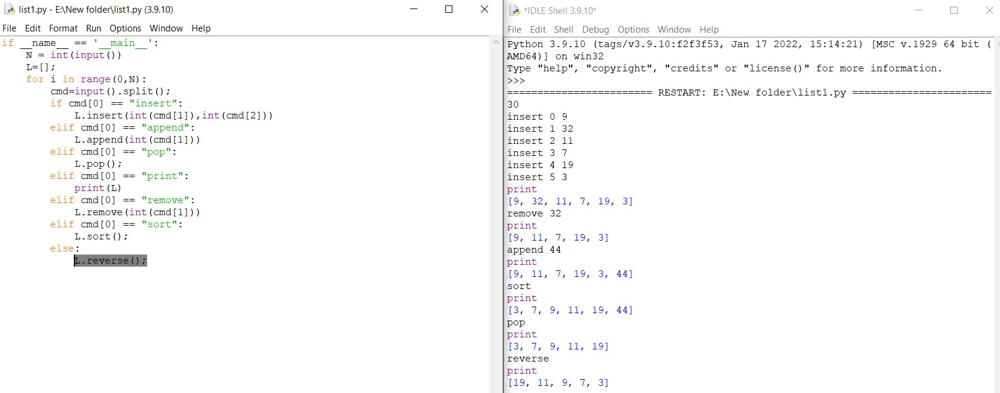 list1.py - E:\New folder\list1.py (3.9.10)
File Edit Format Run Options Window Help
if __name__ == '__main__':
    N = int(input())
    L=[];
    for i in range(0,N):
        cmd=input().split();
        if cmd[0] == "insert":
            L.insert(int(cmd[1]),int(cmd[2]))
        elif cmd[0] == "append":
            L.append(int(cmd[1]))
        elif cmd[0] == "pop":
            L.pop();
        elif cmd[0] == "print":
            print(L)
        elif cmd[0] == "remove":
            L.remove(int(cmd[1]))
        elif cmd[0] == "sort":
            L.sort();
        else:
            L.reverse();
*IDLE Shell 3.9.10*
File Edit Shell Debug Options Window Help
Python 3.9.10 (tags/v3.9.10:f2f3f53, Jan 17 2022, 15:14:21) [MSC v.1929 64 bit (
AMD64)] on win32
Type "help", "copyright", "credits" or "license()" for more information.
>>>
======================== RESTART: E:\New folder\list1.py =======================
30
insert 0 9
insert 1 32
insert 2 11
insert 3 7
insert 4 19
insert 5 3
print
[9, 32, 11, 7, 19, 3]
remove 32
print
[9, 11, 7, 19, 3]
append 44
print
[9, 11, 7, 19, 3, 44]
sort
print
[3, 7, 9, 11, 19, 44]
pop
print
[3, 7, 9, 11, 19]
reverse
print
[19, 11, 9, 7, 3]